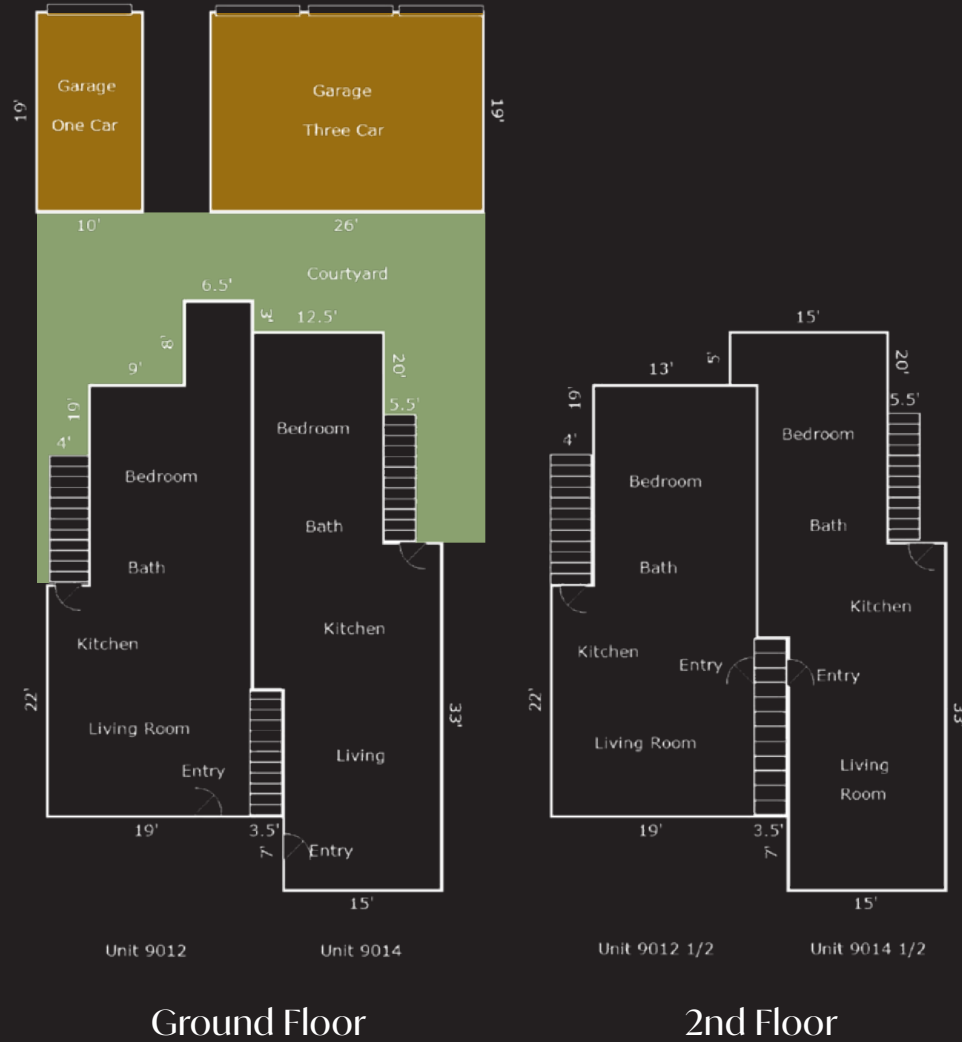 Garage
One Car
Garage
Three Car
19'
19'
10'
26'
Courtyard
6.5'
3'
12.5'
8'
9'
20'
19'
5.5'
4'
Bedroom
Bedroom
Bath
Bath
Kitchen
Kitchen
22'
33'
Living Room
Living
Entry
19'
3.5'
7'
Entry
15'
Unit 9012
Unit 9014
Ground Floor
15'
5'
13'
20'
19'
5.5'
4'
Bedroom
Bedroom
Bath
Bath
Kitchen
Kitchen
Entry
Entry
22'
33
Living Room
Living
Room
19'
3.5'
7'
15'
Unit 9012 1/2
Unit 9014 1/2
2nd Floor